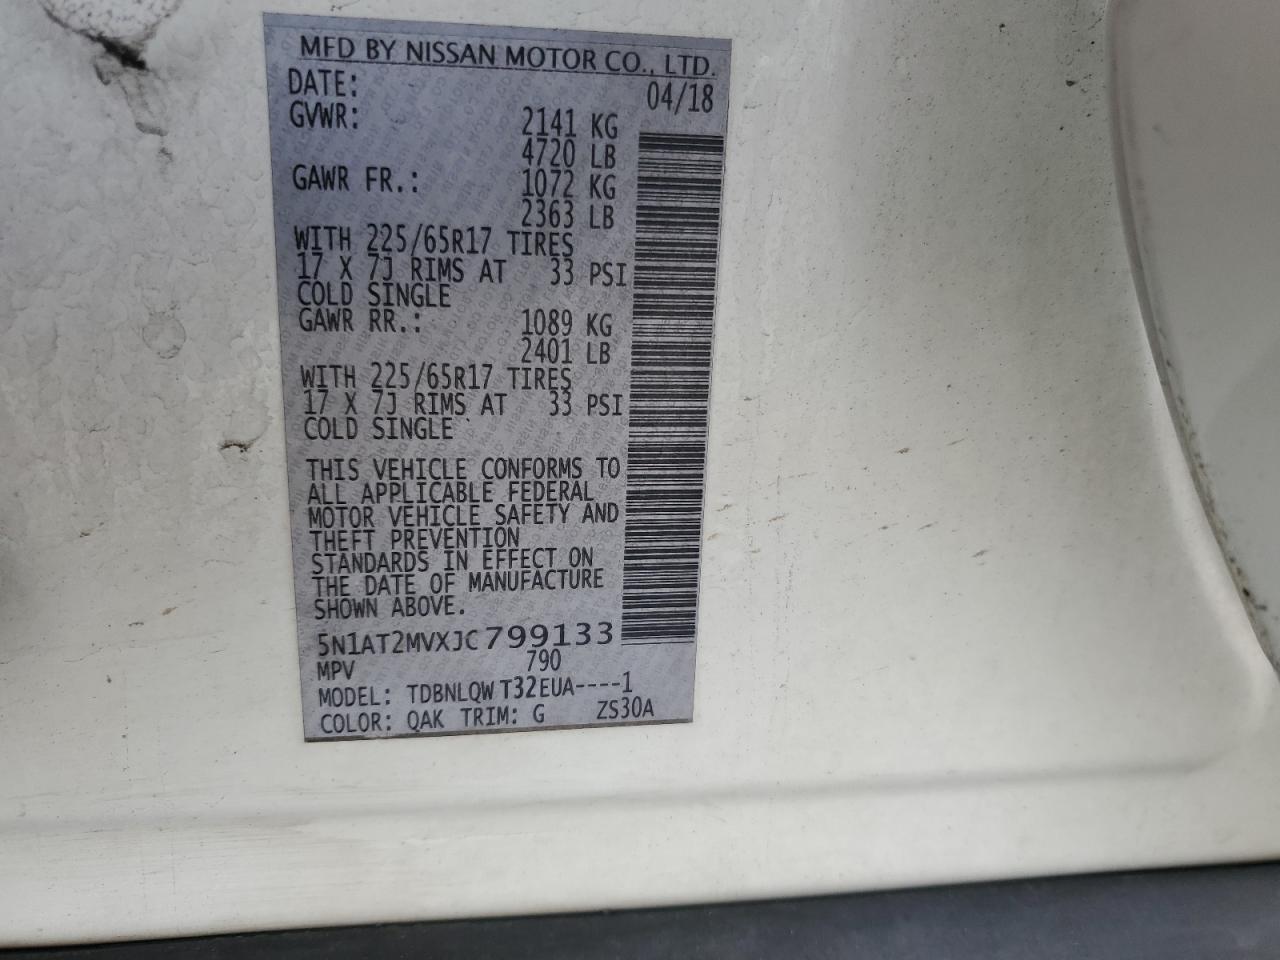 MFD BY NISSAN MOTOR CO., LTD.
DATE: 04/18
GVWR: 2141 KG
4720 LB
GAWR FR.: 1072 KG
2363 LB
WITH 225/65R17 TIRES
17 X 7J RIMS AT 33 PSI
COLD SINGLE
GAWR RR.: 1089 KG
2401 LB
WITH 225/65R17 TIRES
17 X 7J RIMS AT 33 PSI
COLD SINGLE
THIS VEHICLE CONFORMS TO
ALL APPLICABLE FEDERAL
MOTOR VEHICLE SAFETY AND
THEFT PREVENTION
STANDARDS IN EFFECT ON
THE DATE OF MANUFACTURE
SHOWN ABOVE.
5N1AT2MVXJC799133
MPV 790
MODEL: TDBNLQW T32EUA----1
COLOR: QAK TRIM: G ZS30A